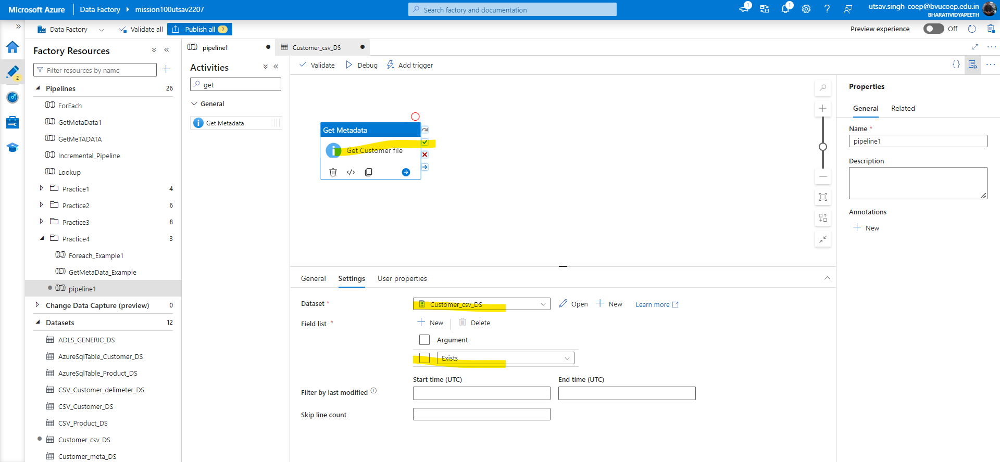 Microsoft Azure
Data Factory
mission100utsav2207
Search factory and documentation
1
1
utsav.singh-coep@bvucoep.edu.in
BHARATIVIDYAPEETH
Data Factory
Validate all
Publish all 2
Preview experience
Off
2
Factory Resources
Filter resources by name
Pipelines 26
ForEach
GetMetaData1
GetMeTADATA
Incremental_Pipeline
Lookup
Practice1 4
Practice2 6
Practice3 8
Practice4 3
Foreach_Example1
GetMetaData_Example
pipeline1
Change Data Capture (preview) 0
Datasets 12
ADLS_GENERIC_DS
AzureSqlTable_Customer_DS
AzureSqlTable_Product_DS
CSV_Customer_delimeter_DS
CSV_Customer_DS
CSV_Product_DS
Customer_csv_DS
Customer_meta_DS
pipeline1
Customer_csv_DS
Activities
get
General
Get Metadata
Validate
Debug
Add trigger
Get Metadata
Get Customer file
General
Settings
User properties
Dataset *
Customer_csv_DS
Open
New
Learn more
Field list *
New
Delete
Argument
Exists
Start time (UTC)
End time (UTC)
Filter by last modified
Skip line count
Properties
General
Related
Name *
pipeline1
Description
Annotations
New